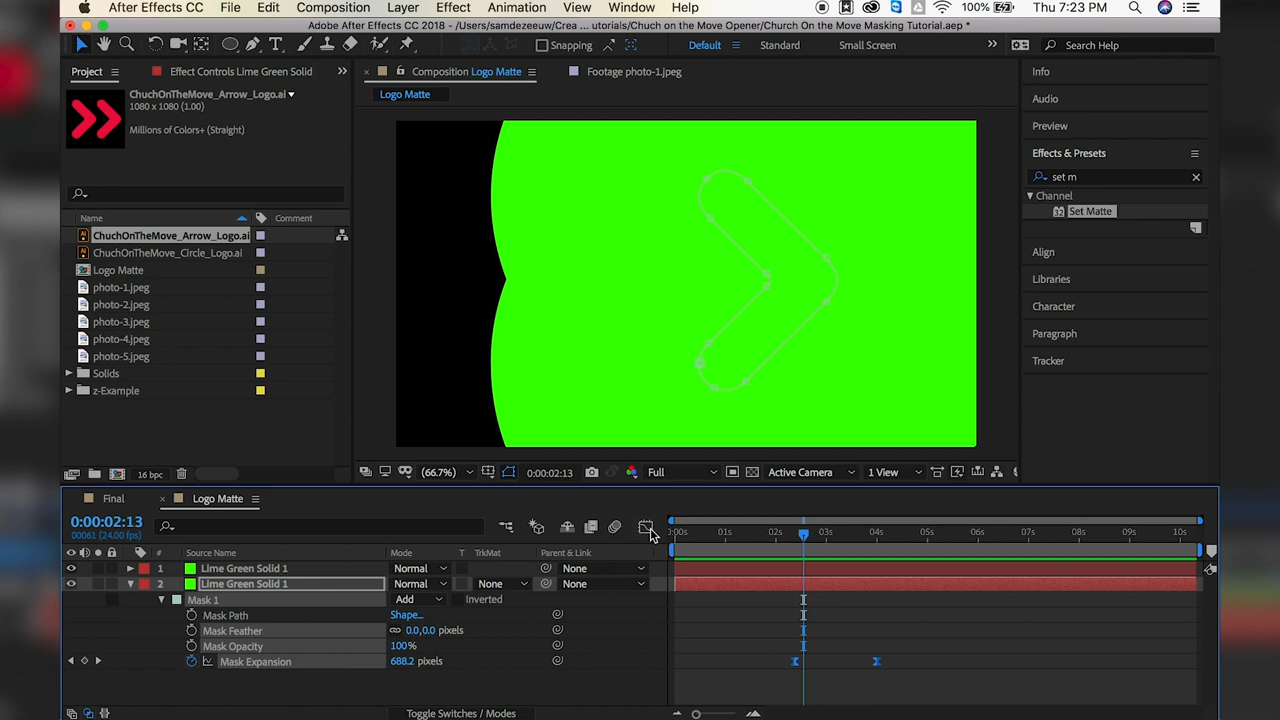 After Effects CC File Edit Composition Layer Effect Animation View Window Help 100% Thu 7:23 PM
Adobe After Effects CC 2018 - /Users/samdezeeuw/Crea ... utorials/Chuch on the Move Opener/Church On the Move Masking Tutorial.aep *
Snapping Default Standard Small Screen Search Help
Project Effect Controls Lime Green Solid
Composition Logo Matte Footage photo-1.jpeg
Logo Matte
ChuchOnTheMove_Arrow_Logo.ai
1080 x 1080 (1.00)
Millions of Colors+ (Straight)
Name Comment
ChuchOnTheMove_Arrow_Logo.ai
ChuchOnTheMove_Circle_Logo.ai
Logo Matte
photo-1.jpeg
photo-2.jpeg
photo-3.jpeg
photo-4.jpeg
photo-5.jpeg
Solids
z-Example
16 bpc
(66.7%) 0:00:02:13 Full Active Camera 1 View
Info
Audio
Preview
Effects & Presets
set m
Channel
Set Matte
Align
Libraries
Character
Paragraph
Tracker
Final Logo Matte
0:00:02:13
00061 (24.00 fps)
:00s 01s 02s 03s 04s 05s 06s 07s 08s 09s 10s
# Source Name Mode T TrkMat Parent & Link
1 Lime Green Solid 1 Normal None
2 Lime Green Solid 1 Normal None None
Mask 1 Add Inverted
Mask Path Shape...
Mask Feather 0.0,0.0 pixels
Mask Opacity 100%
Mask Expansion 688.2 pixels
Toggle Switches / Modes